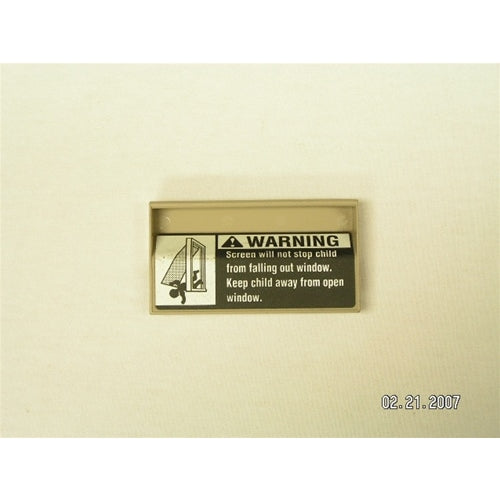 WARNING
Screen will not stop child
from falling out window.
Keep child away from open
window.
02.21.2007